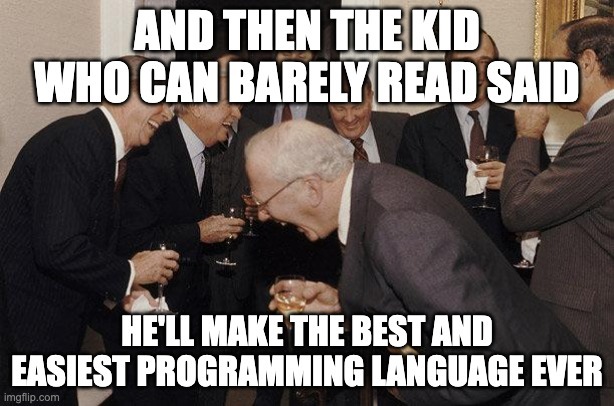 AND THEN THE KID
WHO CAN BARELY READ SAID
HE'LL MAKE THE BEST AND
EASIEST PROGRAMMING LANGUAGE EVER
imgflip.com